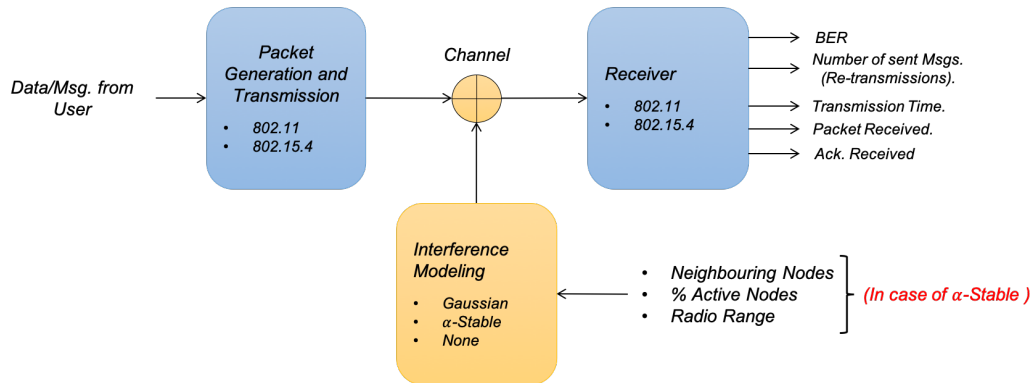 Data/Msg. from
User
Packet
Generation and
Transmission
• 802.11
• 802.15.4
Channel
Receiver
• 802.11
• 802.15.4
BER
Number of sent Msgs.
(Re-transmissions).
Transmission Time.
Packet Received.
Ack. Received
Interference
Modeling
• Gaussian
• α-Stable
• None
• Neighbouring Nodes
• % Active Nodes
• Radio Range
(In case of α-Stable )